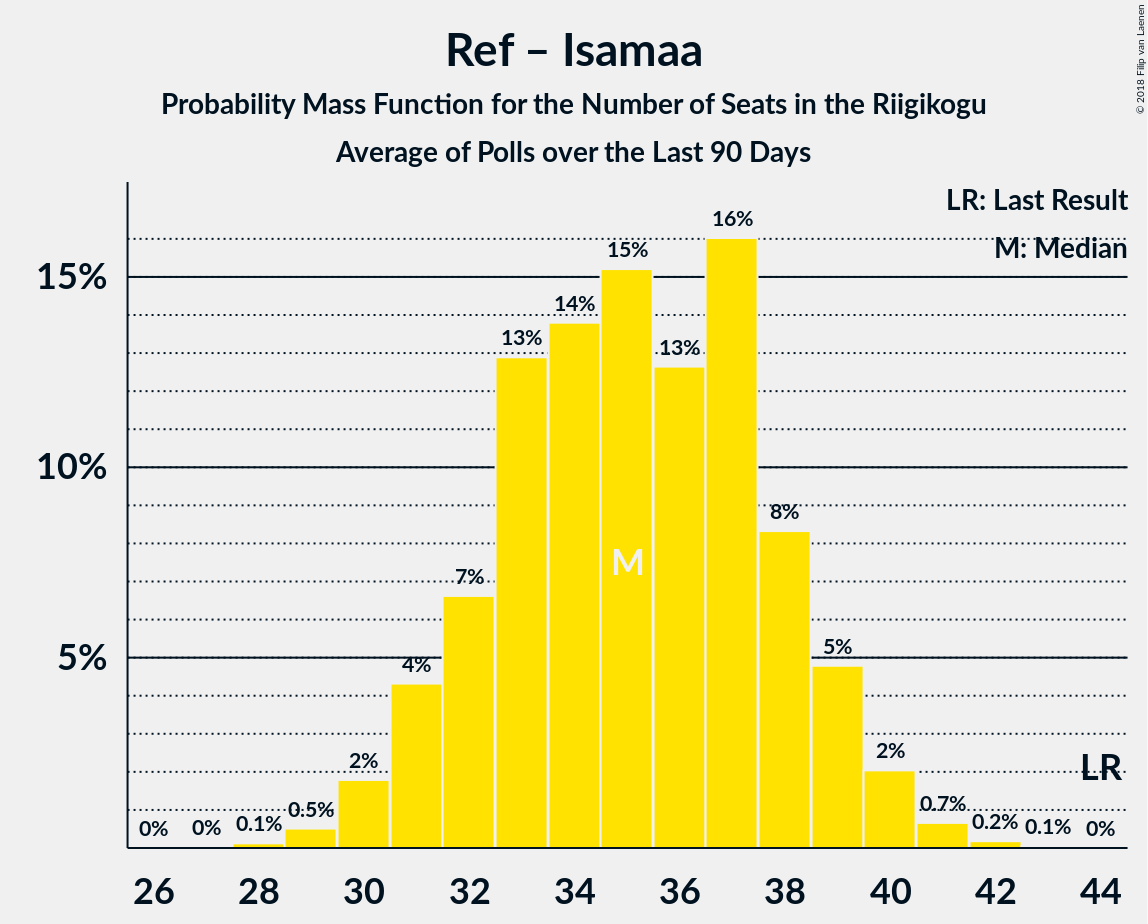 Ref – Isamaa
Probability Mass Function for the Number of Seats in the Riigikogu
Average of Polls over the Last 90 Days
© 2018 Filip van Laenen
LR: Last Result
M: Median
15%
10%
5%
0%
0%
0.1%
0.5%
2%
4%
7%
13%
14%
15%
13%
16%
8%
5%
2%
0.7%
0.2%
0.1%
0%
M
LR
26 28 30 32 34 36 38 40 42 44